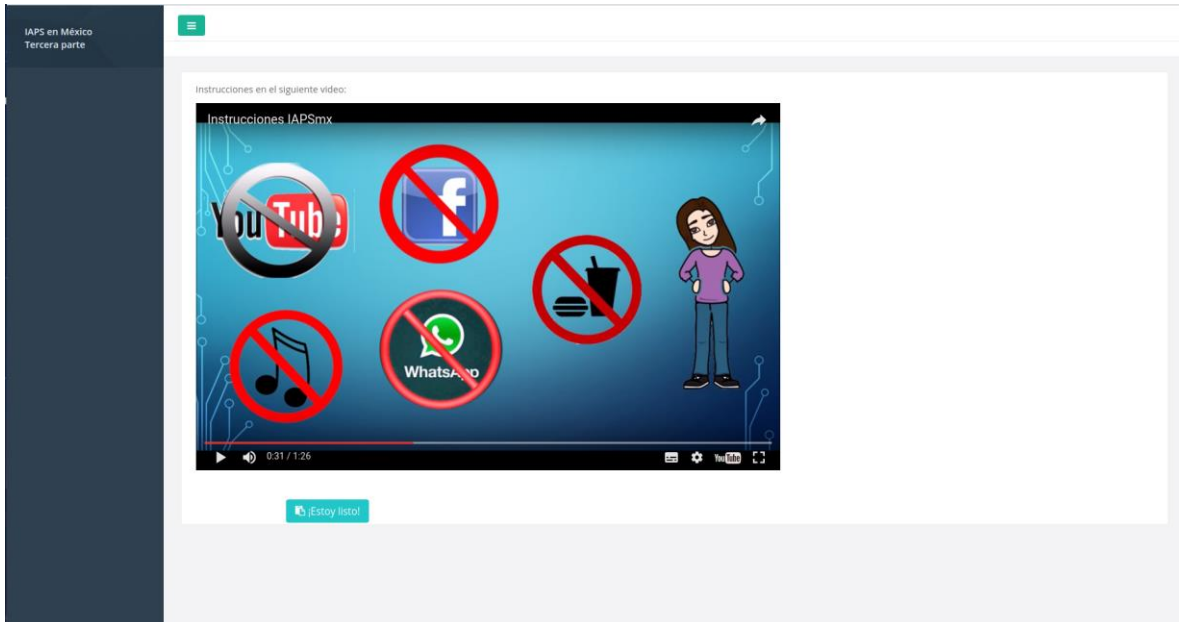 IAPS en México
Tercera parte
Instrucciones en el siguiente video:
Instrucciones IAPSmx
YouTube
f
WhatsApp
0:31 / 1:26
YouTube
¡Estoy listo!